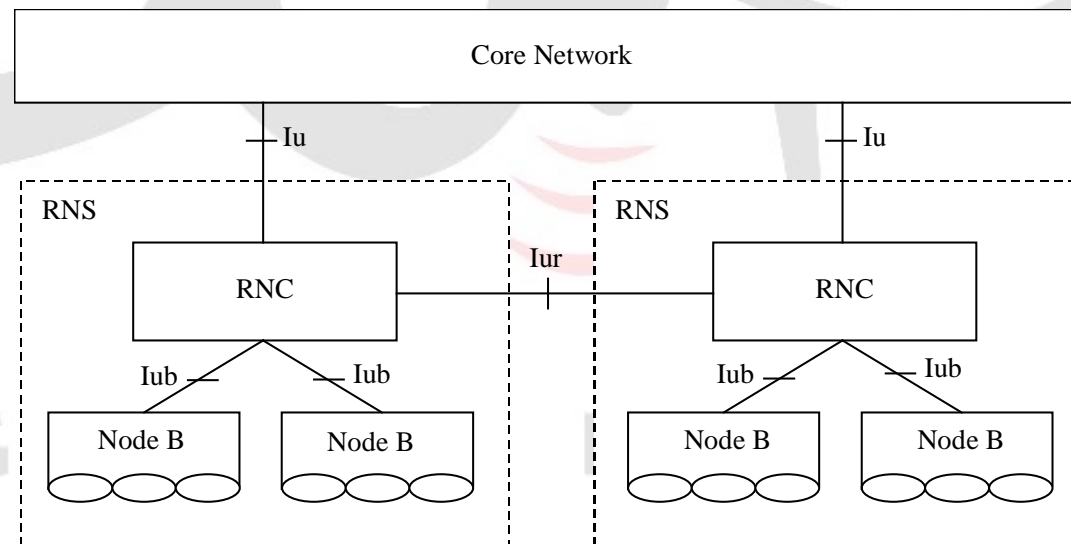 Core Network
Iu
Iu
RNS
RNS
Iur
RNC
RNC
Iub
Iub
Iub
Iub
Node B
Node B
Node B
Node B